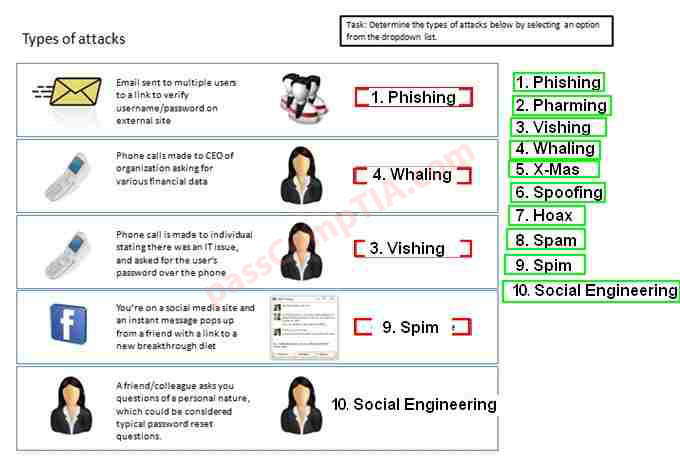 Task: Determine the types of attacks below by selecting an option
from the dropdown list.
Types of attacks
Email sent to multiple users
to a link to verify
username/password on
external site
1. Phishing
Phone calls made to CEO of
organization asking for
various financial data
4. Whaling
Phone call is made to individual
stating there was an IT issue,
and asked for the user's
password over the phone
3. Vishing
You're on a social media site and
an instant message pops up
from a friend with a link to a
new breakthrough diet
9. Spim
A friend/colleague asks you
questions of a personal nature,
which could be considered
typical password reset
questions.
10. Social Engineering
1. Phishing
2. Pharming
3. Vishing
4. Whaling
5. X-Mas
6. Spoofing
7. Hoax
8. Spam
9. Spim
10. Social Engineering
passCompTIA.com